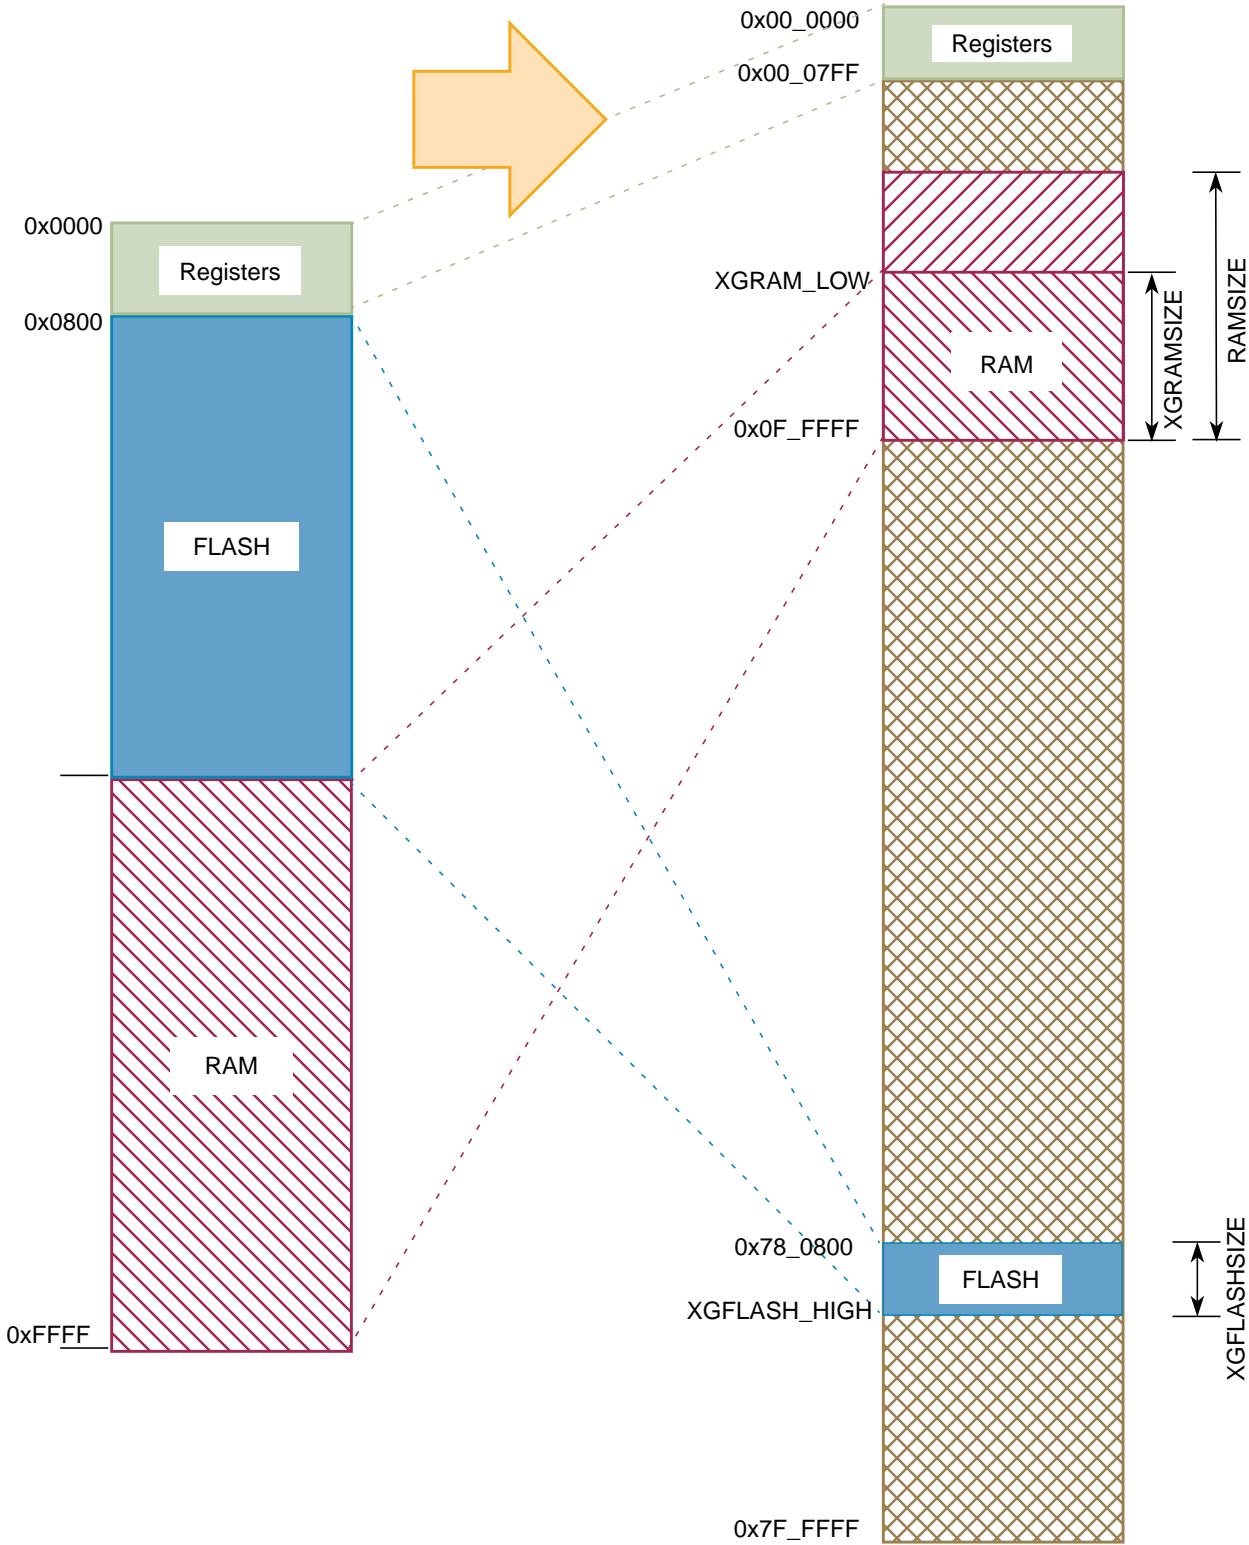 0x00_0000
Registers
0x00_07FF
0x0000
Registers
0x0800
XGRAM_LOW
RAM
XGRAMSIZE
RAMSIZE
0x0F_FFFF
FLASH
RAM
0x78_0800
FLASH
XGFLASH_HIGH
XGFLASHSIZE
0xFFFF
0x7F_FFFF